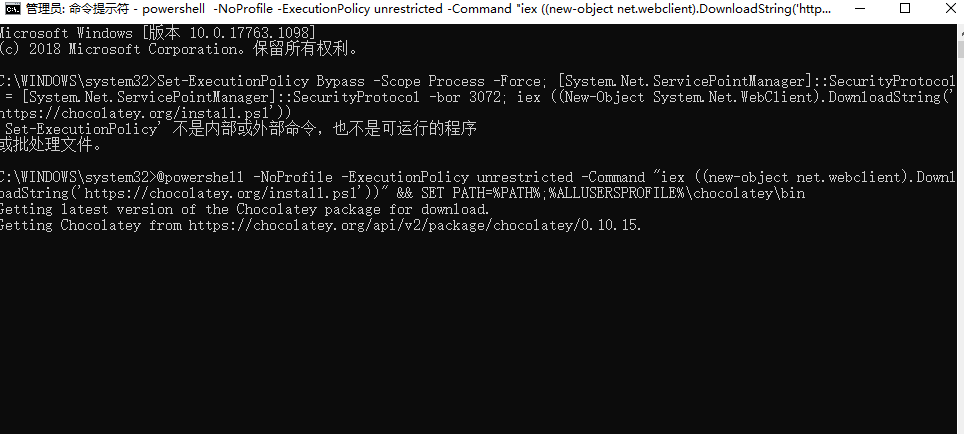 管理员: 命令提示符 - powershell -NoProfile -ExecutionPolicy unrestricted -Command "iex ((new-object net.webclient).DownloadString('http...
Microsoft Windows [版本 10.0.17763.1098]
(c) 2018 Microsoft Corporation。保留所有权利。
C:\WINDOWS\system32>Set-ExecutionPolicy Bypass -Scope Process -Force; [System.Net.ServicePointManager]::SecurityProtocol
= [System.Net.ServicePointManager]::SecurityProtocol -bor 3072; iex ((New-Object System.Net.WebClient).DownloadString('
https://chocolatey.org/install.ps1'))
Set-ExecutionPolicy' 不是内部或外部命令，也不是可运行的程序
或批处理文件。
C:\WINDOWS\system32>@powershell -NoProfile -ExecutionPolicy unrestricted -Command "iex ((new-object net.webclient).Downl
oadString('https://chocolatey.org/install.ps1'))" && SET PATH=%PATH%;%ALLUSERSPROFILE%\chocolatey\bin
Getting latest version of the Chocolatey package for download.
Getting Chocolatey from https://chocolatey.org/api/v2/package/chocolatey/0.10.15.